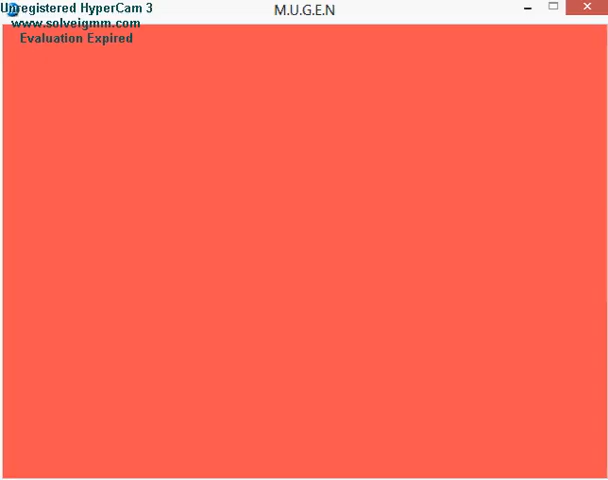 Unregistered HyperCam 3
M.U.G.E.N
www.solveigmm.com
Evaluation Expired